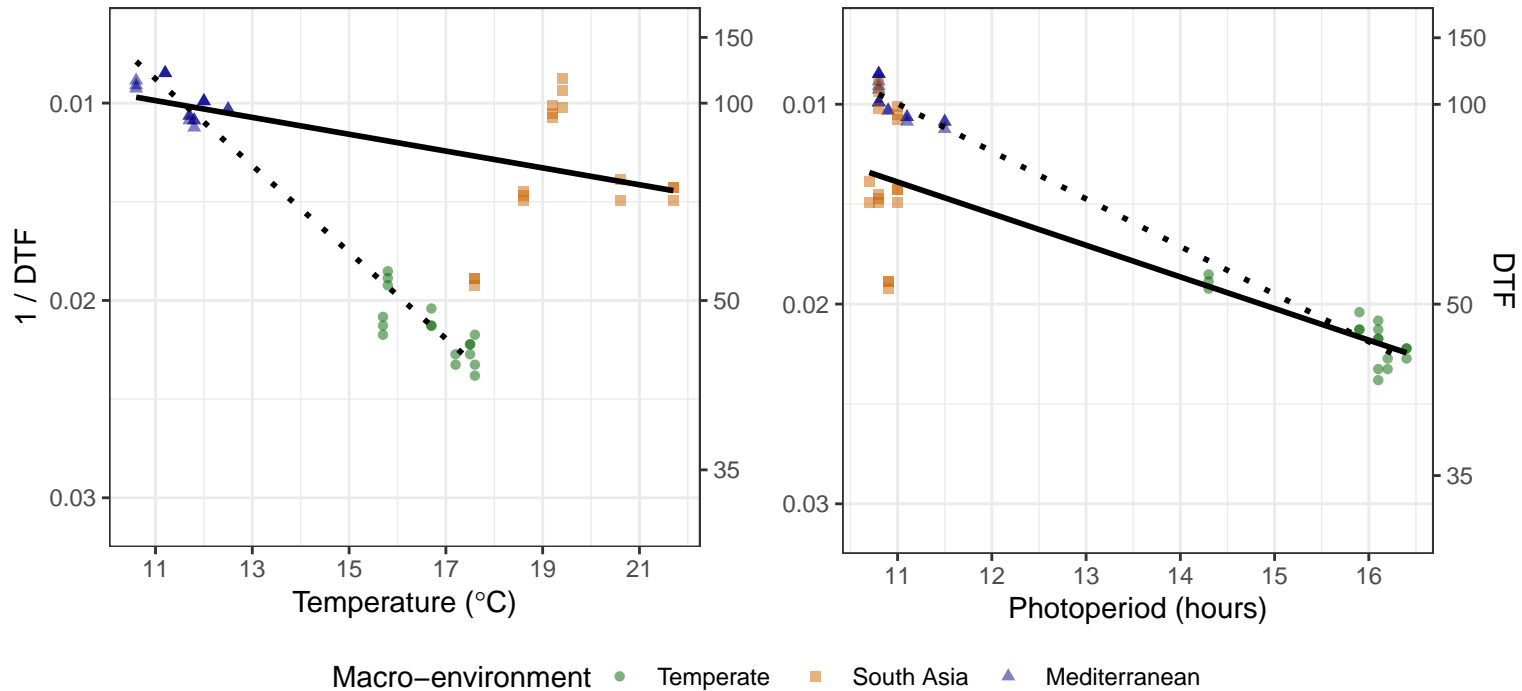 1 / DTF
0.01
0.02
0.03
150
100
50
35
11 13 15 17 19 21
Temperature (°C)
0.01
0.02
0.03
150
100
50
35
DTF
11 12 13 14 15 16
Photoperiod (hours)
Macro−environment Temperate South Asia Mediterranean